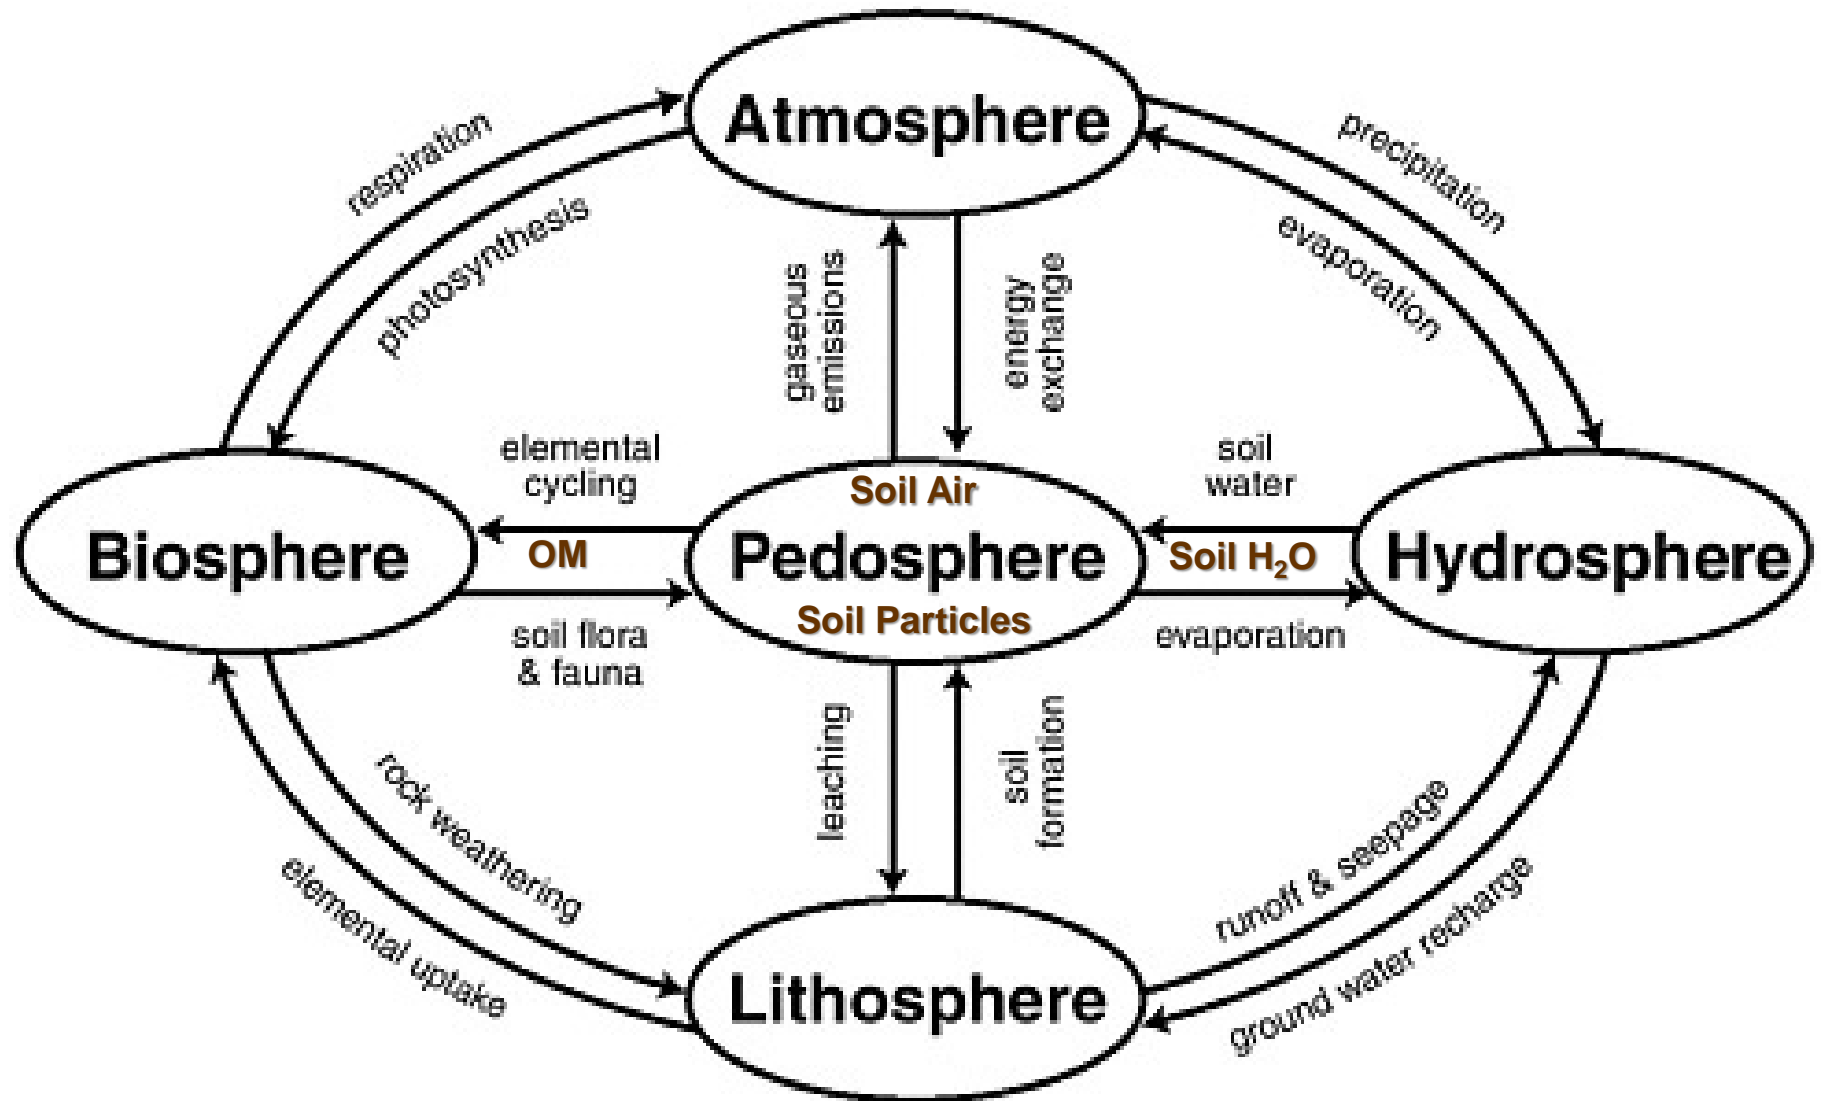 Atmosphere
respiration
photosynthesis
precipitation
evaporation
gaseous
emissions
energy
exchange
elemental
cycling
soil
water
Soil Air
Biosphere
OM
Pedosphere
Soil H₂O
Hydrosphere
Soil Particles
soil flora
& fauna
evaporation
leaching
soil
formation
rock weathering
elemental uptake
runoff & seepage
ground water recharge
Lithosphere